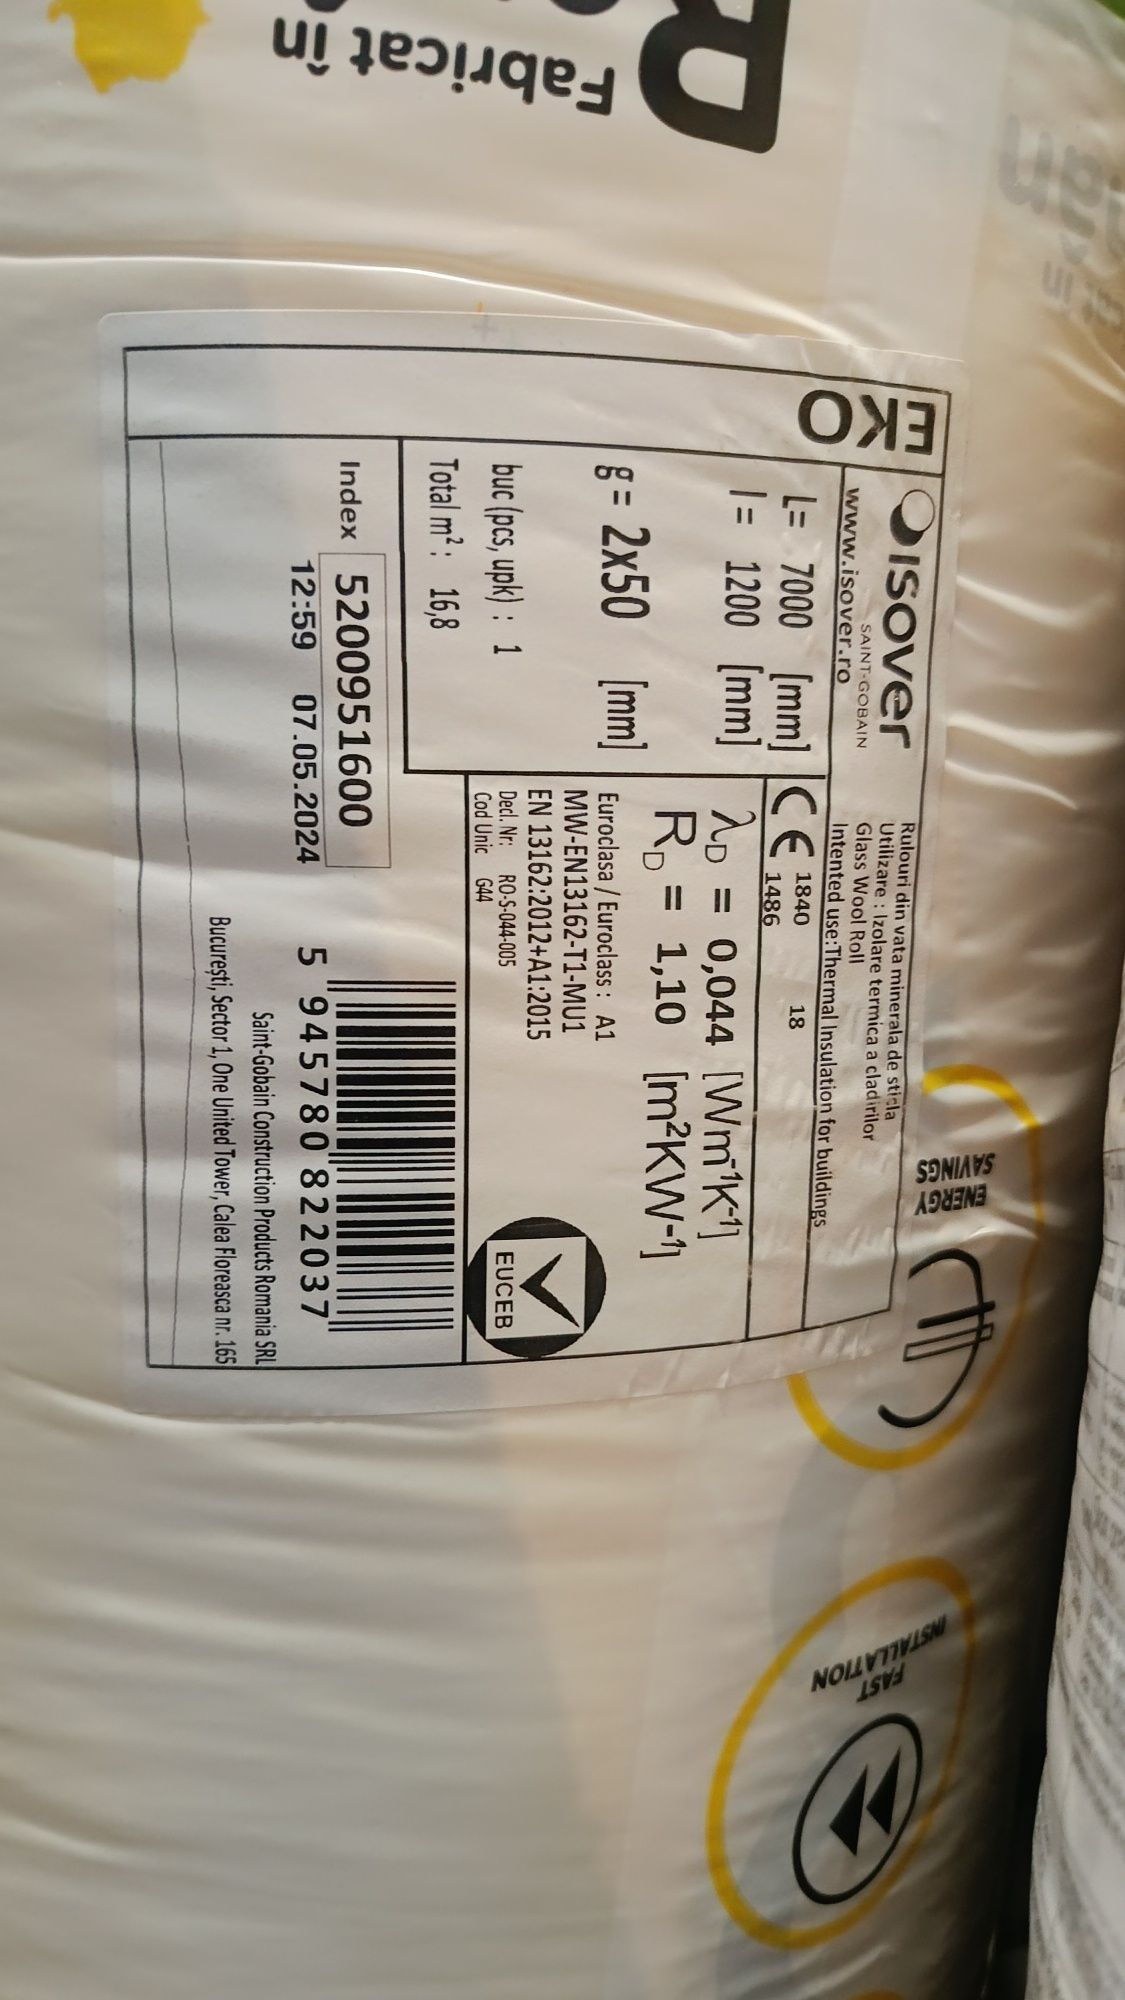 Fabricat în
EKO
isover
SAINT-GOBAIN
www.isover.ro
Rulouri din vata minerala de sticla
Utilizare : Izolare termica a cladirilor
Glass Wool Roll
Intented use:Thermal Insulation for buildings
L= 7000 [mm]
l= 1200 [mm]
g= 2x50 [mm]
buc (pcs, upk) : 1
Total m² : 16,8
CE 1840 18
1486
λD = 0,044 [Wm⁻¹K⁻¹]
RD = 1,10 [m²KW⁻¹]
Euroclasa / Euroclass : A1
MW-EN13162-T1-MU1
EN 13162:2012+A1:2015
Decl. Nr: RO-S-044-005
Cod Unic G44
EUCEB
Index 5200951600
12:59 07.05.2024
5 945780 822037
Saint-Gobain Construction Products Romania SRL
Bucureşti, Sector 1, One United Tower, Calea Floreasca nr. 165
ENERGY
SAVINGS
FAST
INSTALLATION